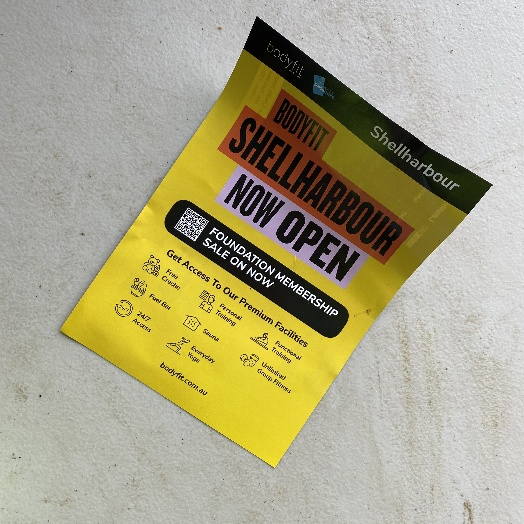 bodyfit
Shellharbour
BODYFIT
SHELLHARBOUR
NOW OPEN
FOUNDATION MEMBERSHIP
SALE ON NOW
Get Access To Our Premium Facilities
Free
Creche
Personal
Training
Functional
Training
Fuel Bar
Sauna
Unlimited
Group Fitness
24/7
Access
Everyday
Yoga
bodyfit.com.au